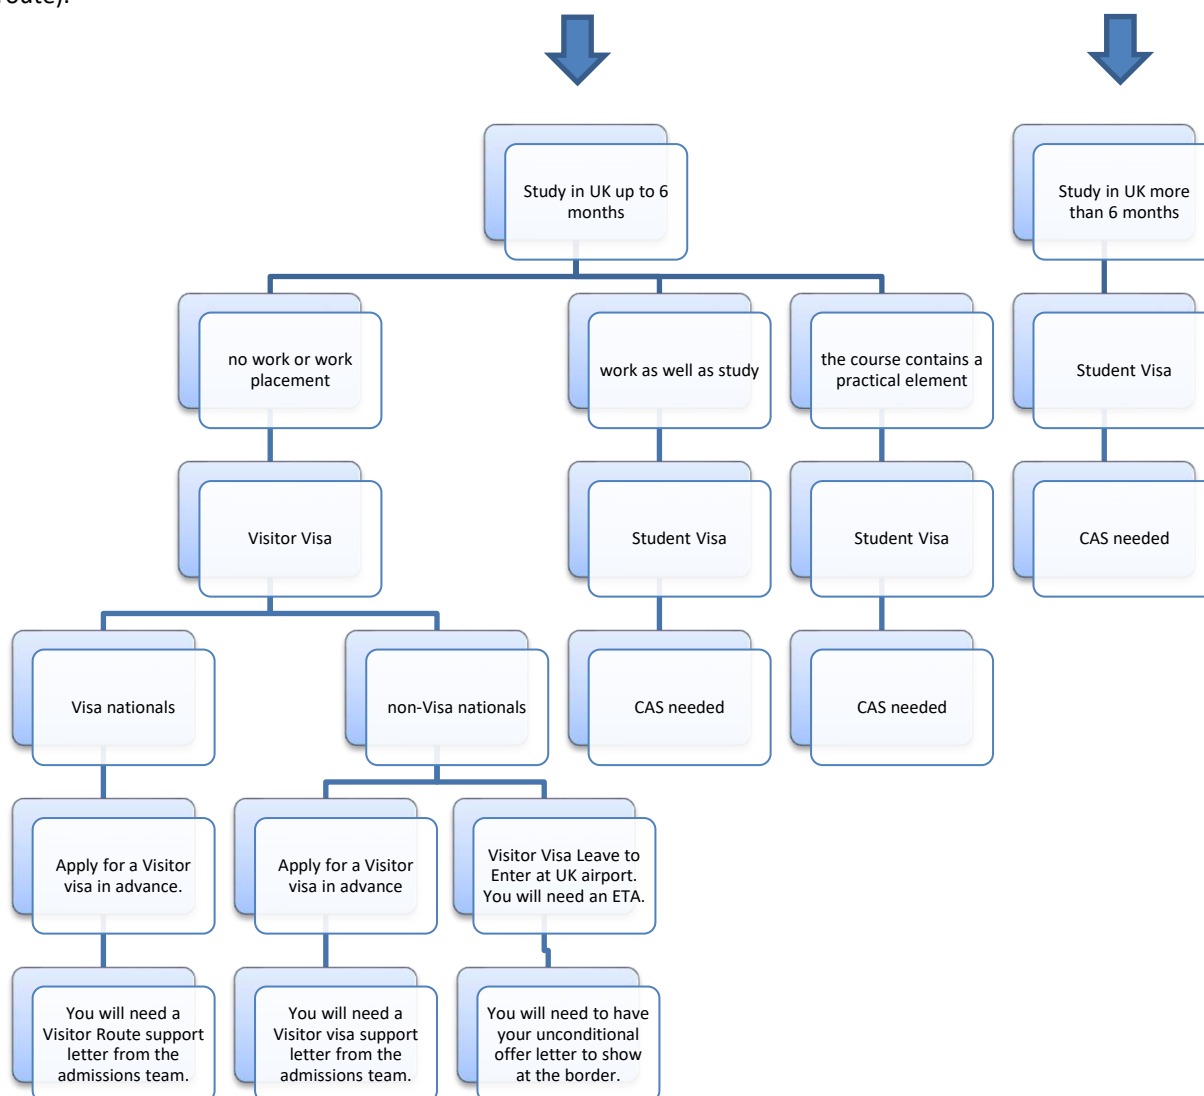 route).
Study in UK up to 6
months
Study in UK more
than 6 months
no work or work
placement
work as well as study
the course contains a
practical element
Student Visa
Visitor Visa
Student Visa
Student Visa
CAS needed
Visa nationals
non-Visa nationals
CAS needed
CAS needed
Apply for a Visitor
visa in advance.
Apply for a Visitor
visa in advance
Visitor Visa Leave to
Enter at UK airport.
You will need an ETA.
You will need a
Visitor Route support
letter from the
admissions team.
You will need a
Visitor visa support
letter from the
admissions team.
You will need to have
your unconditional
offer letter to show
at the border.